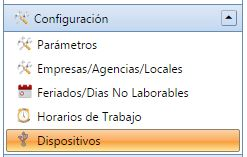 Configuración
Parámetros
Empresas/Agencias/Locales
Feriados/Dias No Laborables
Horarios de Trabajo
Dispositivos